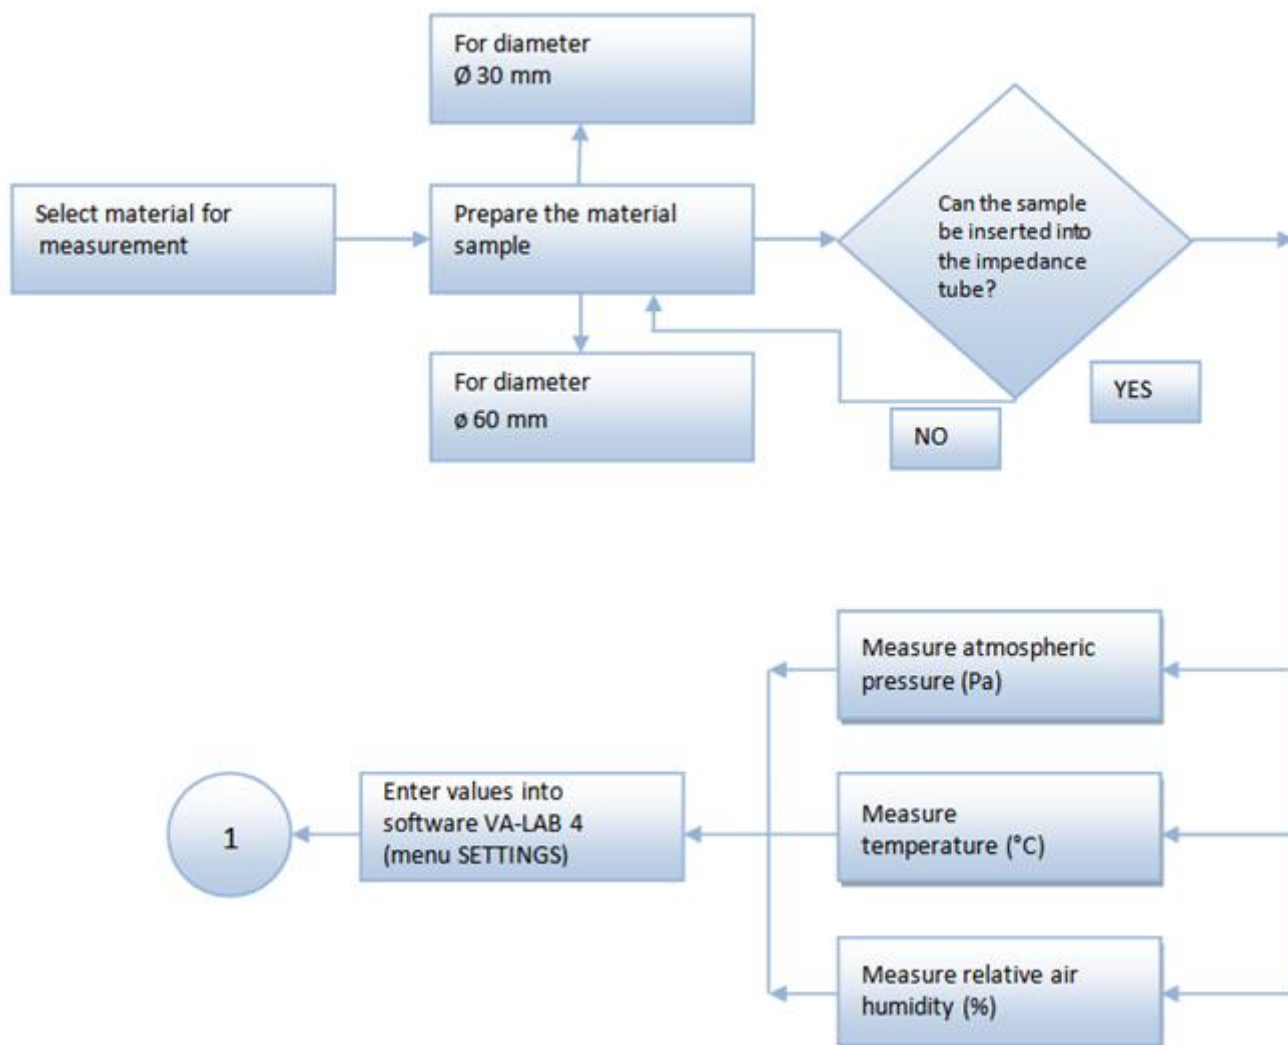 For diameter
Ø 30 mm
Select material for
measurement
Prepare the material
sample
Can the sample
be inserted into
the impedance
tube?
For diameter
ø 60 mm
YES
NO
Measure atmospheric
pressure (Pa)
Enter values into
software VA-LAB 4
(menu SETTINGS)
1
Measure
temperature (°C)
Measure relative air
humidity (%)